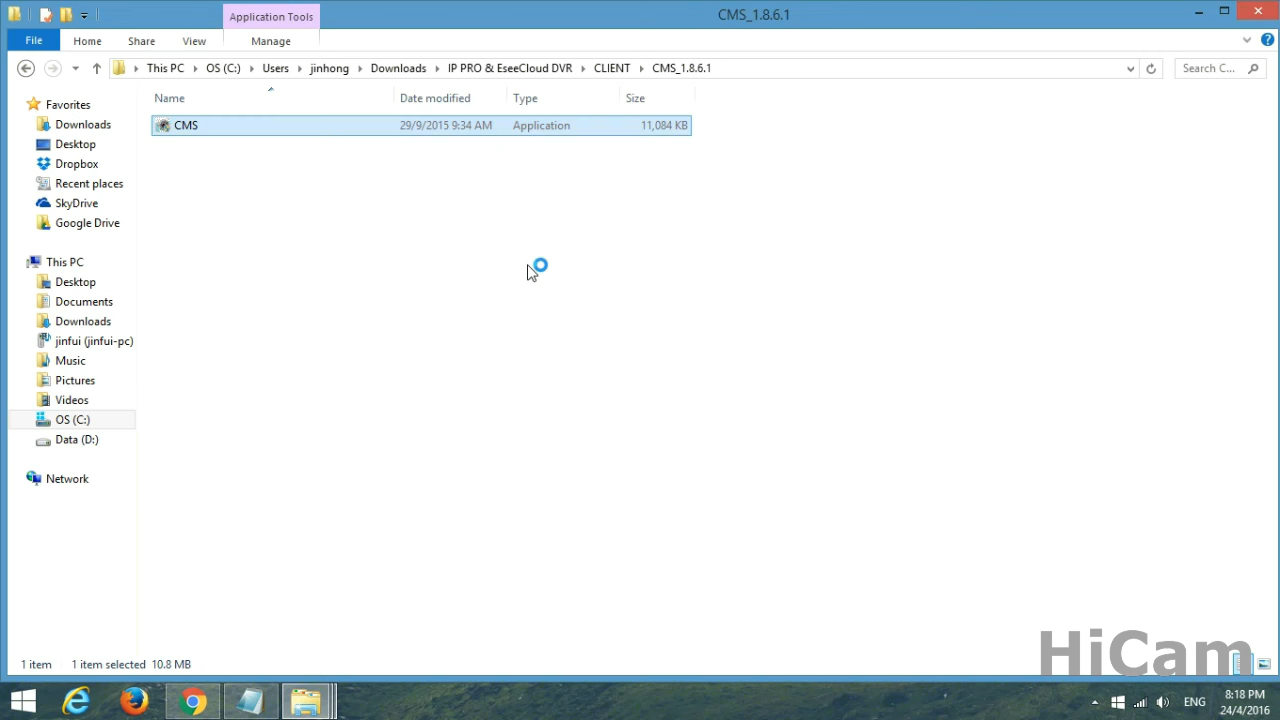 Application Tools
CMS_1.8.6.1
File
Home
Share
View
Manage
This PC
OS (C:)
Users
jinhong
Downloads
IP PRO & EseeCloud DVR
CLIENT
CMS_1.8.6.1
Search C...
Favorites
Downloads
Desktop
Dropbox
Recent places
SkyDrive
Google Drive
This PC
Desktop
Documents
Downloads
jinfui (jinfui-pc)
Music
Pictures
Videos
OS (C:)
Data (D:)
Network
Name
Date modified
Type
Size
CMS
29/9/2015 9:34 AM
Application
11,084 KB
1 item
1 item selected
10.8 MB
HiCam
ENG
8:18 PM
24/4/2016